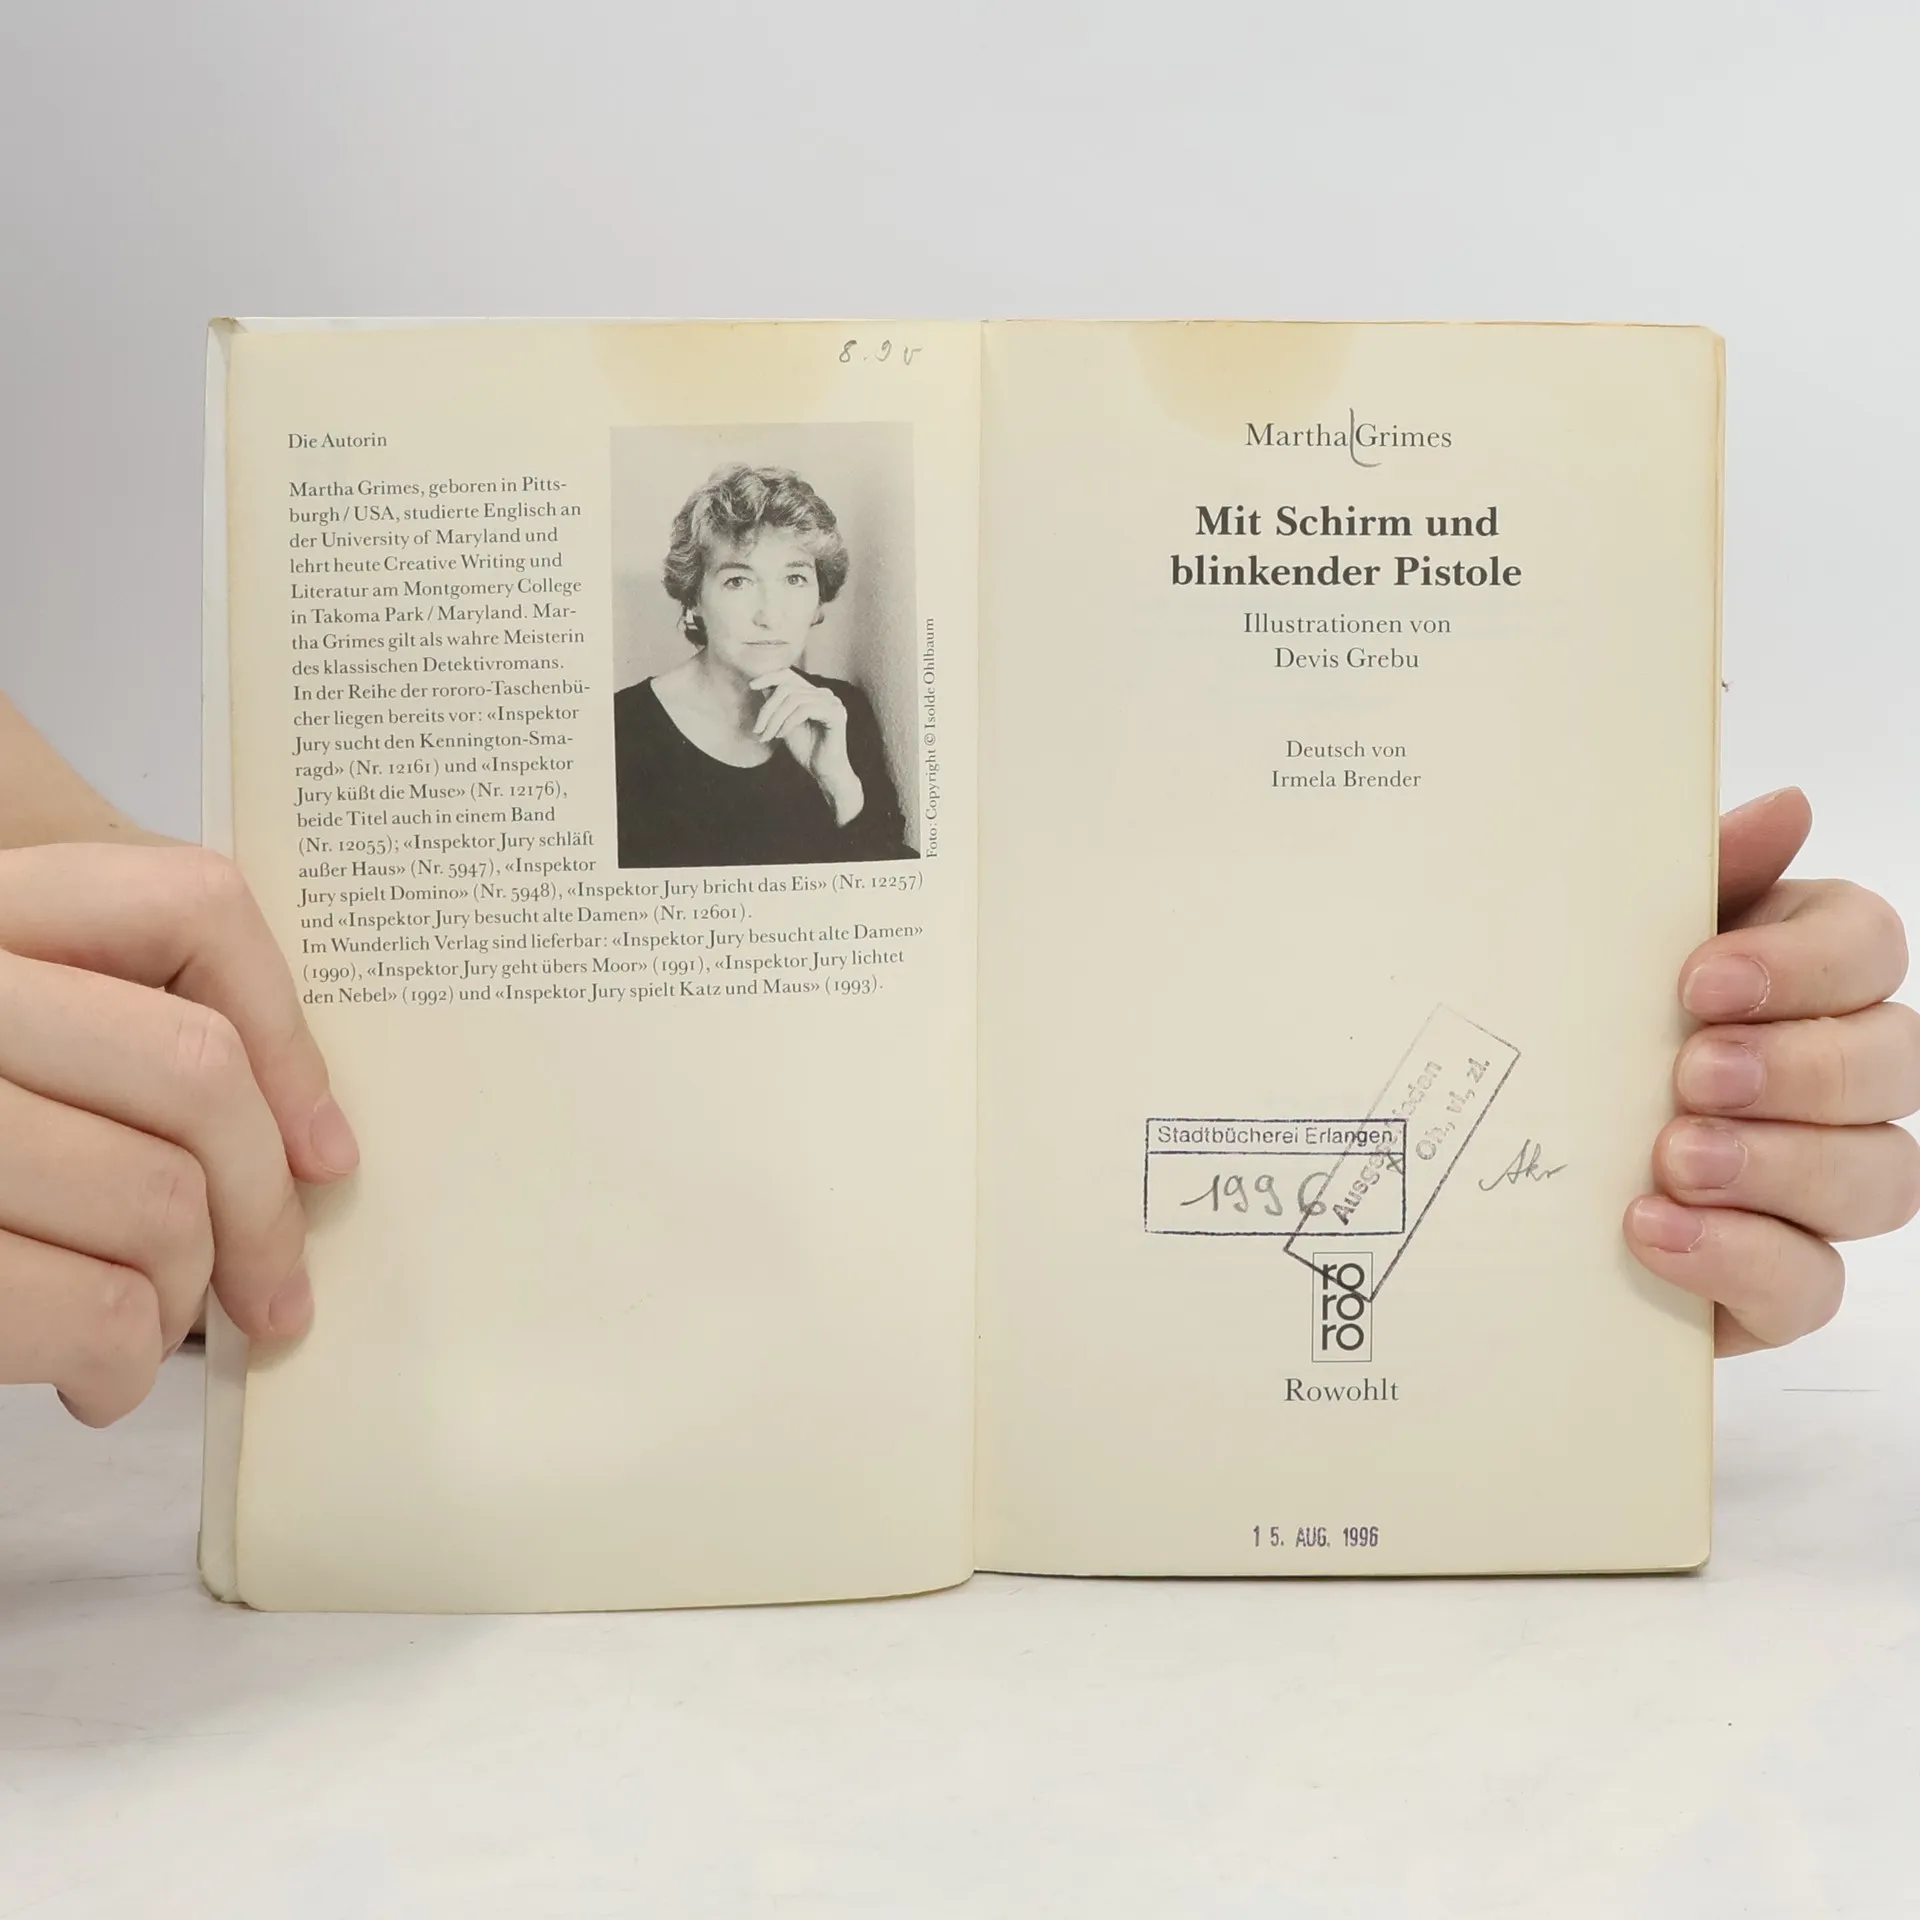 8.9 v
Die Autorin
Martha Grimes, geboren in Pitts-
burgh / USA, studierte Englisch an
der University of Maryland und
lehrt heute Creative Writing und
Literatur am Montgomery College
in Takoma Park / Maryland. Mar-
tha Grimes gilt als wahre Meisterin
des klassischen Detektivromans.
In der Reihe der rororo-Taschenbü-
cher liegen bereits vor: «Inspektor
Jury sucht den Kennington-Sma-
ragd» (Nr. 12161) und «Inspektor
Jury küßt die Muse» (Nr. 12176),
beide Titel auch in einem Band
(Nr. 12055); «Inspektor Jury schläft
außer Haus» (Nr. 5947), «Inspektor
Jury spielt Domino» (Nr. 5948), «Inspektor Jury bricht das Eis» (Nr. 12257)
und «Inspektor Jury besucht alte Damen» (Nr. 12601).
Im Wunderlich Verlag sind lieferbar: «Inspektor Jury besucht alte Damen»
(1990), «Inspektor Jury geht übers Moor» (1991), «Inspektor Jury lichtet
den Nebel» (1992) und «Inspektor Jury spielt Katz und Maus» (1993).
Foto: Copyright © Isolde Ohlbaum
Martha Grimes
Mit Schirm und
blinkender Pistole
Illustrationen von
Devis Grebu
Deutsch von
Irmela Brender
Stadtbücherei Erlangen
1996
Ausgeschieden
ro
ro
ro
Rowohlt
15. AUG. 1996